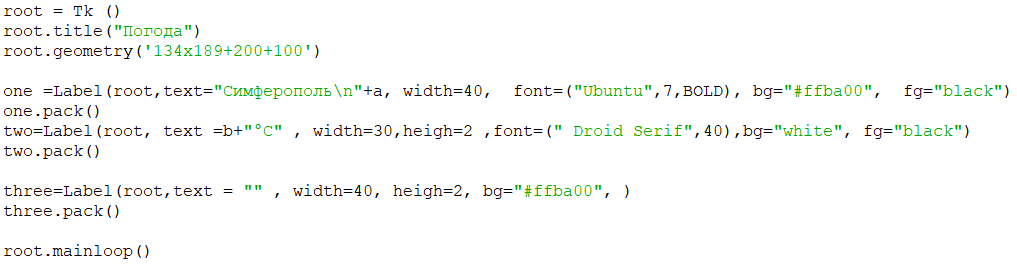 root = Tk ()
root.title("Погода")
root.geometry('134x189+200+100')
one =Label(root,text="Симферополь\n"+a, width=40,  font=("Ubuntu",7,BOLD), bg="#ffba00",  fg="black")
one.pack()
two=Label(root, text =b+"°C" , width=30,heigh=2 ,font=(" Droid Serif",40),bg="white", fg="black")
two.pack()
three=Label(root,text = "" , width=40, heigh=2, bg="#ffba00", )
three.pack()
root.mainloop()